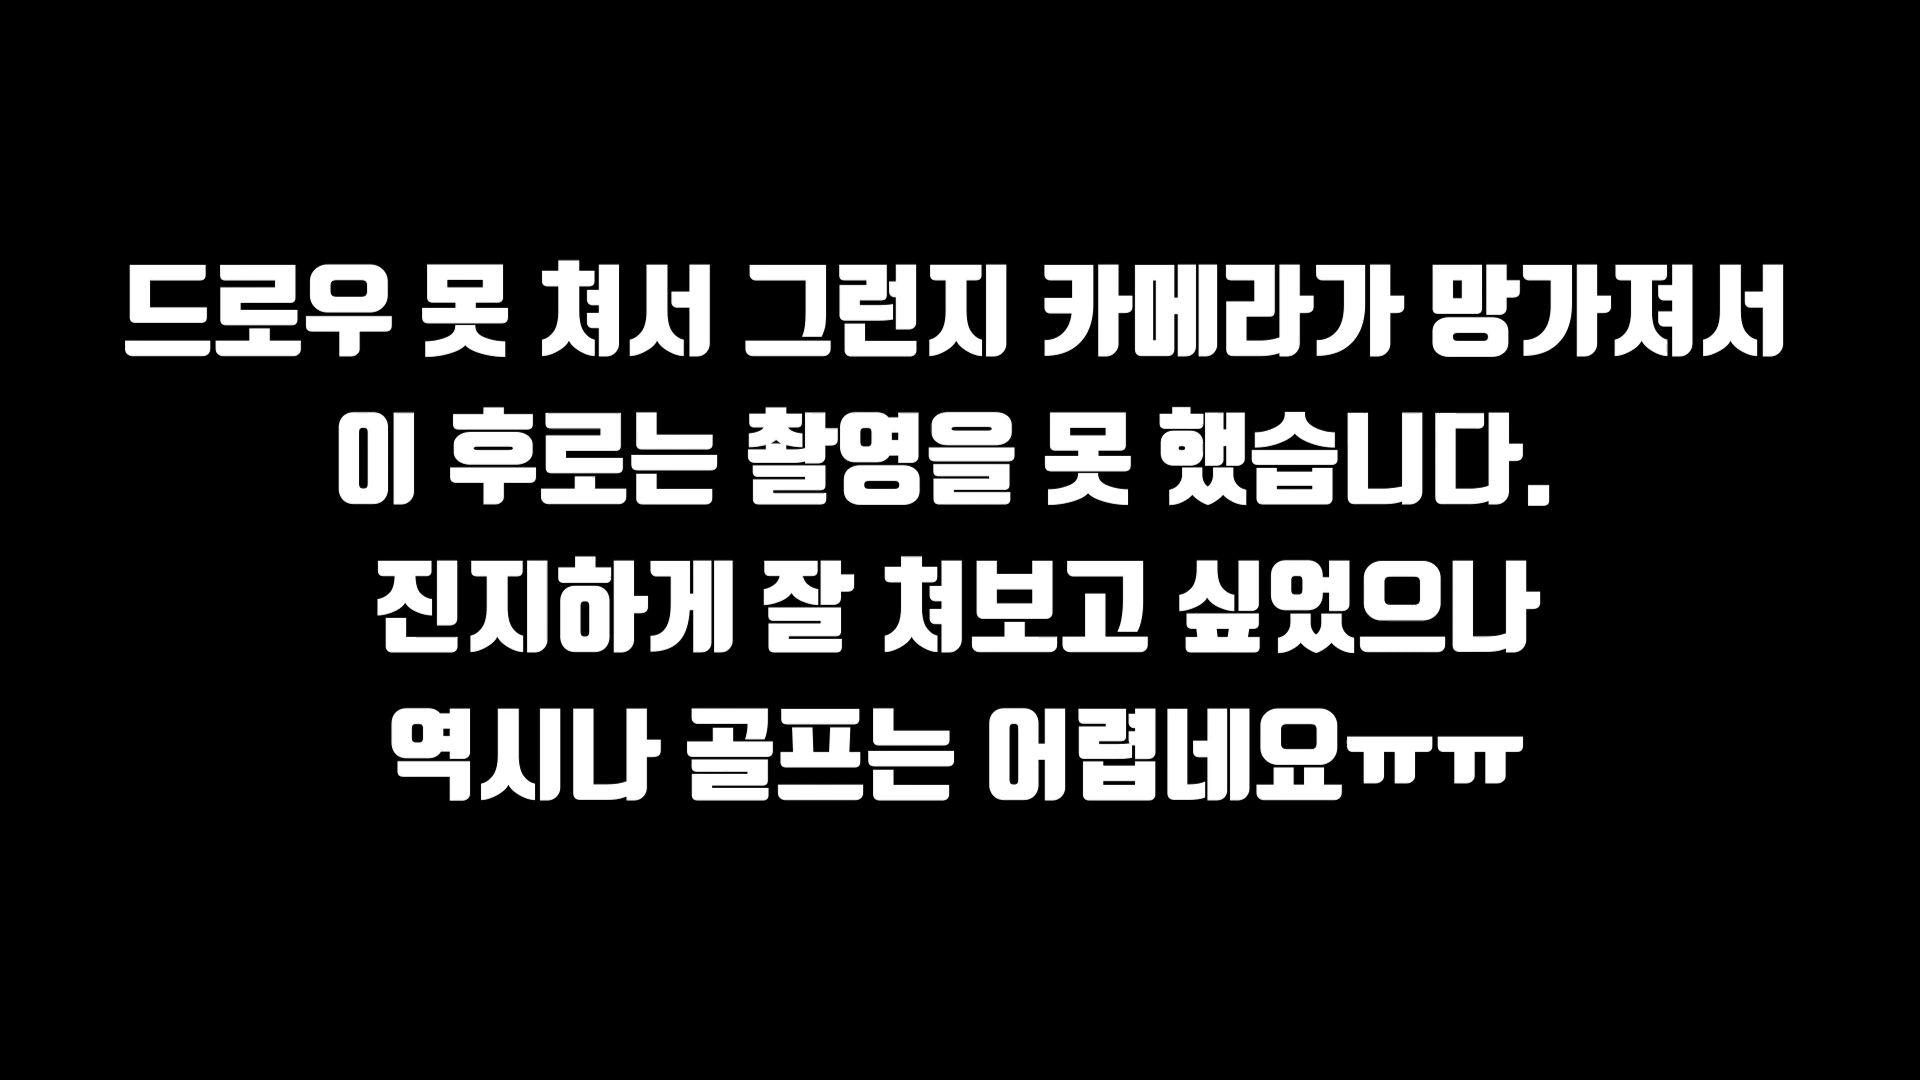 드로우 못 쳐서 그런지 카메라가 망가져서
이 후로는 촬영을 못 했습니다.
진지하게 잘 쳐보고 싶었으나
역시나 골프는 어렵네요ㅠㅠ